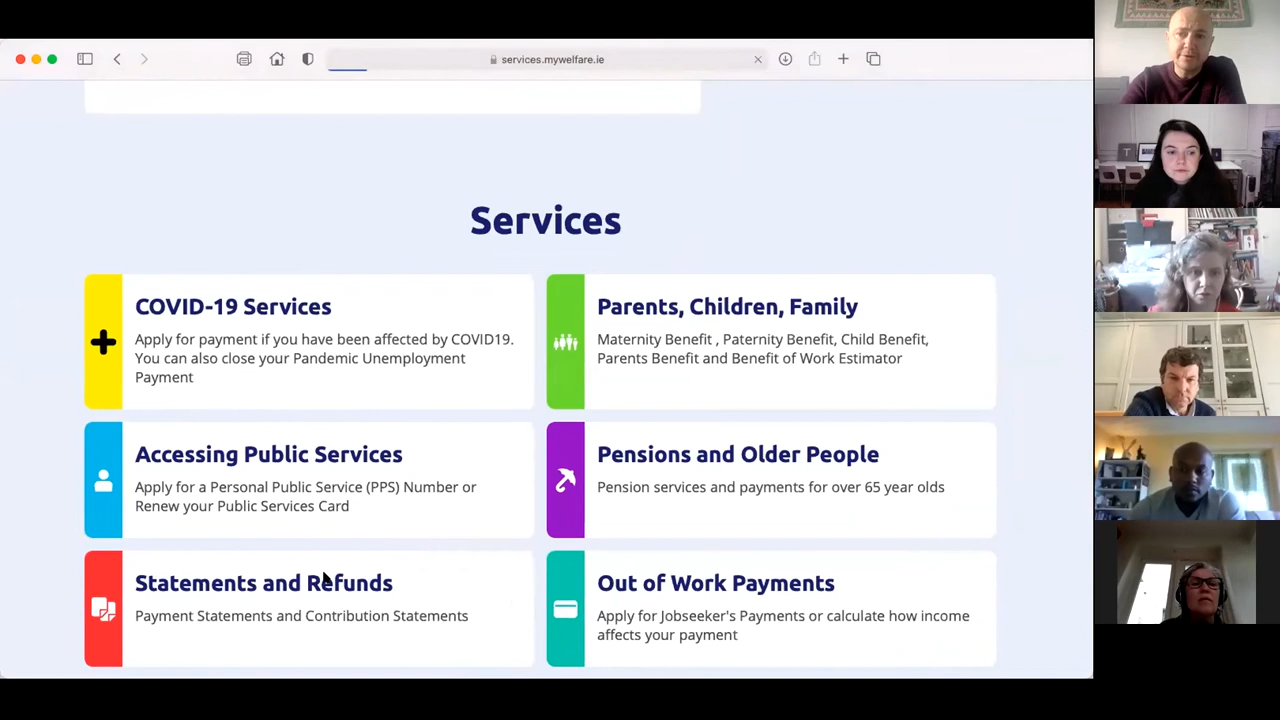 services.mywelfare.ie
Services
COVID-19 Services
Apply for payment if you have been affected by COVID19.
You can also close your Pandemic Unemployment
Payment
Parents, Children, Family
Maternity Benefit , Paternity Benefit, Child Benefit,
Parents Benefit and Benefit of Work Estimator
Accessing Public Services
Apply for a Personal Public Service (PPS) Number or
Renew your Public Services Card
Pensions and Older People
Pension services and payments for over 65 year olds
Statements and Refunds
Payment Statements and Contribution Statements
Out of Work Payments
Apply for Jobseeker's Payments or calculate how income
affects your payment